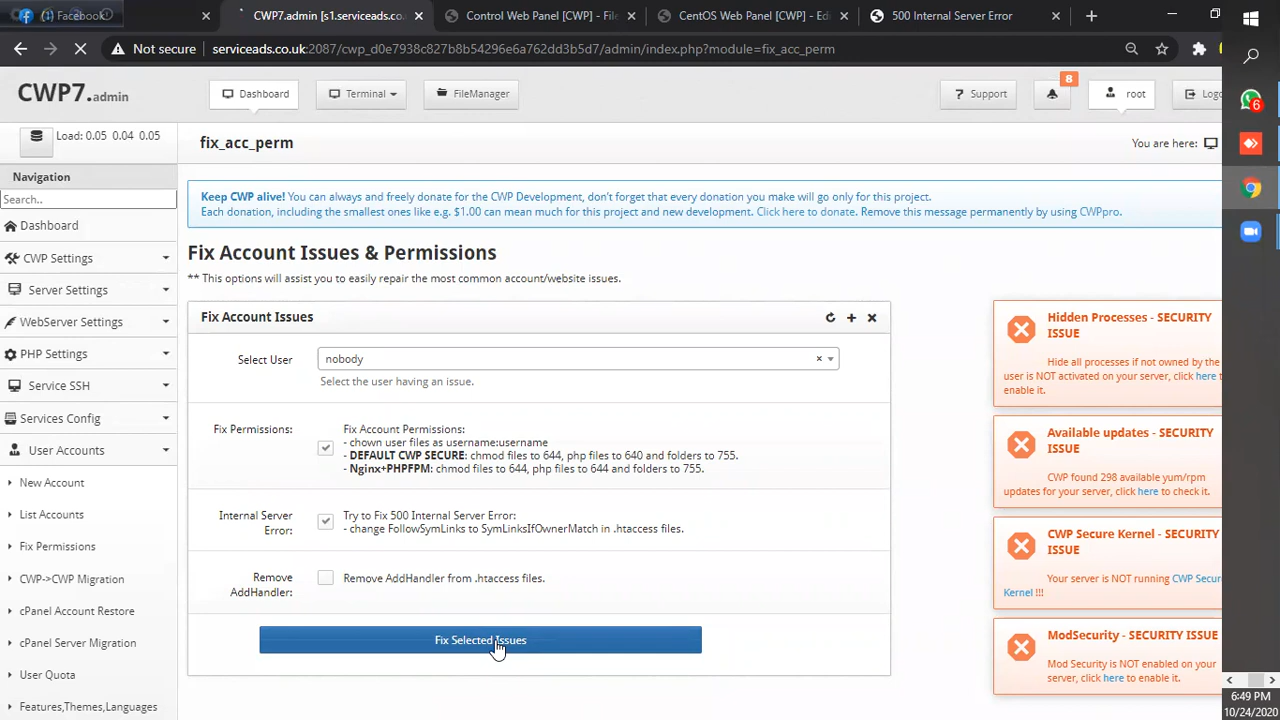 Facebook
CWP7.admin [s1.serviceads.co.
Control Web Panel [CWP] - File
CentOS Web Panel [CWP] - Edi
500 Internal Server Error
Not secure
serviceads.co.uk:2087/cwp_d0e7938c827b8b54296e6a3dd3b5d7/admin/index.php?module=fix_acc_perm
CWP7.admin
Dashboard
Terminal
FileManager
Support
8
root
Logo
6
Load: 0.05 0.04 0.05
fix_acc_perm
You are here:
Navigation
Search..
Dashboard
CWP Settings
Server Settings
WebServer Settings
PHP Settings
Service SSH
Services Config
User Accounts
New Account
List Accounts
Fix Permissions
CWP->CWP Migration
cPanel Account Restore
cPanel Server Migration
User Quota
Features,Themes,Languages
Keep CWP alive! You can always and freely donate for the CWP Development, don't forget that every donation you make will go only for this project.
Each donation, including the smallest ones like e.g. $1.00 can mean much for this project and new development. Click here to donate. Remove this message permanently by using CWPpro.
Fix Account Issues & Permissions
** This options will assist you to easily repair the most common account/website issues.
Fix Account Issues
Select User
nobody
Select the user having an issue.
Fix Permissions:
Fix Account Permissions:
- chown user files as username:username
- DEFAULT CWP SECURE: chmod files to 644, php files to 640 and folders to 755.
- Nginx+PHPFPM: chmod files to 644, php files to 644 and folders to 755.
Internal Server
Error:
Try to Fix 500 Internal Server Error:
- change FollowSymLinks to SymLinksIfOwnerMatch in .htaccess files.
Remove
AddHandler:
Remove AddHandler from .htaccess files.
Fix Selected Issues
Hidden Processes - SECURITY
ISSUE
Hide all processes if not owned by the
user is NOT activated on your server, click here to
enable it.
Available updates - SECURITY
ISSUE
CWP found 298 available yum/rpm
updates for your server, click here to check it.
CWP Secure Kernel - SECURITY
ISSUE
Your server is NOT running CWP Secur
Kernel !!!
ModSecurity - SECURITY ISSUE
Mod Security is NOT enabled on your
server, click here to enable it.
6:49 PM
10/24/2020